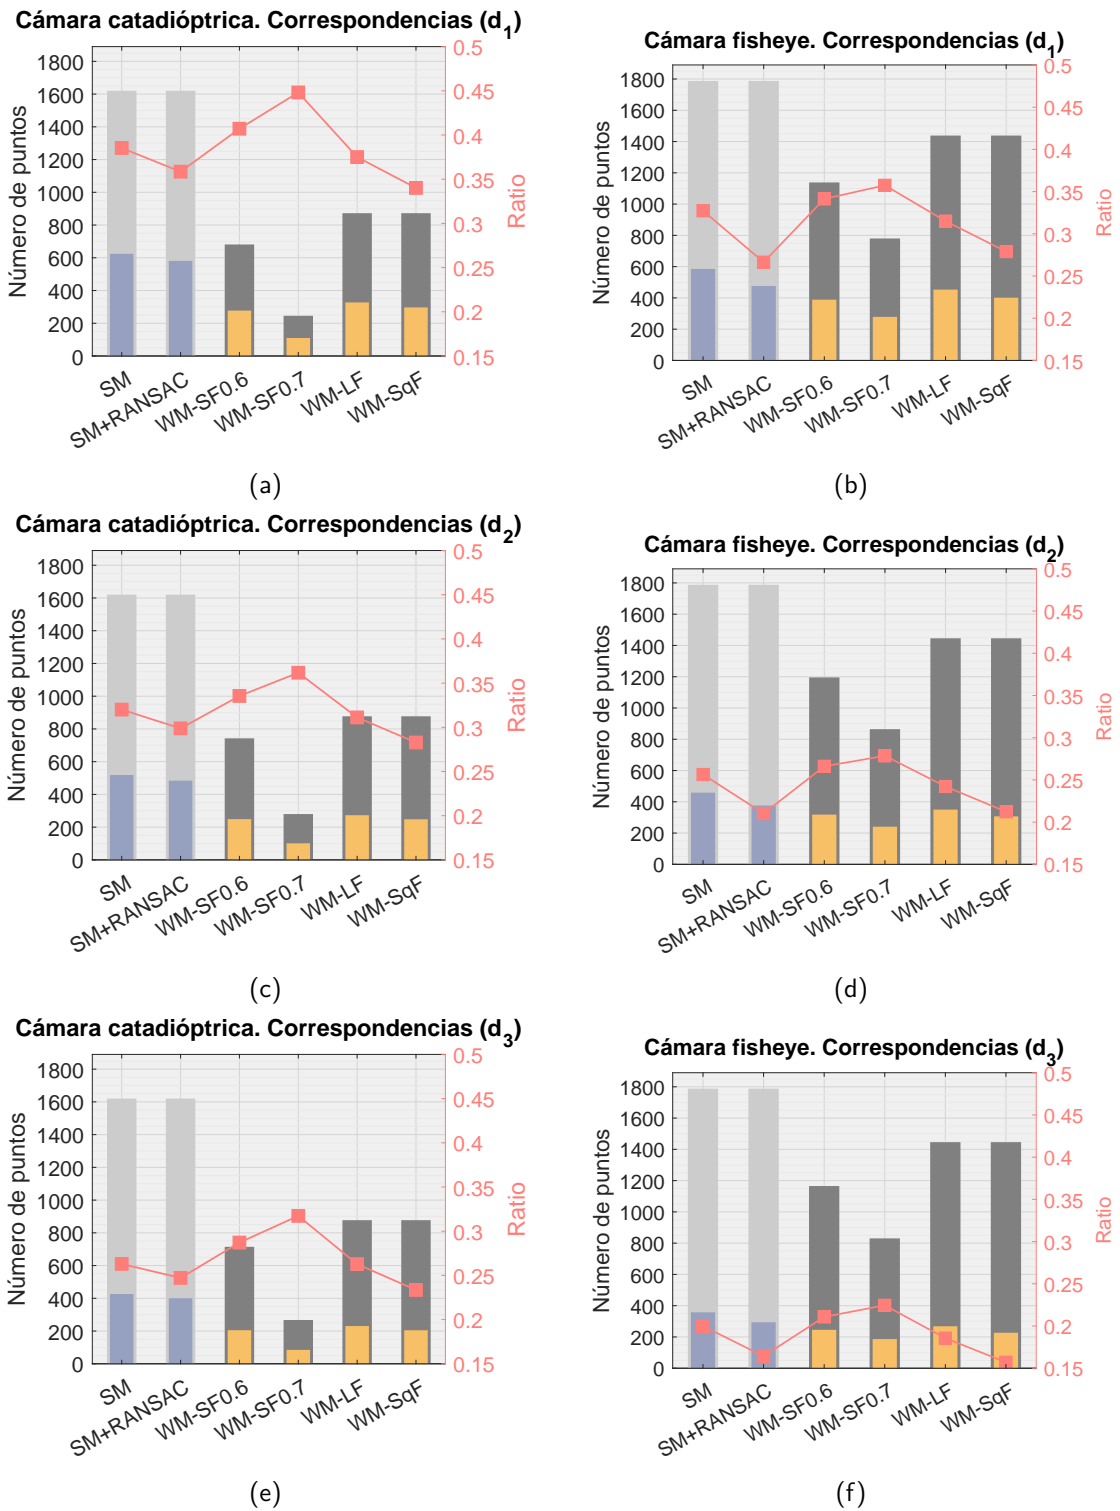 Cámara catadióptrica. Correspondencias (d1)
1800
1600
1400
1200
1000
800
600
400
200
0
Número de puntos
0.5
0.45
0.4
0.35
0.3
0.25
0.2
0.15
Ratio
SM
SM+RANSAC
WM-SF0.6
WM-SF0.7
WM-LF
WM-SqF
(a)
Cámara fisheye. Correspondencias (d1)
1800
1600
1400
1200
1000
800
600
400
200
0
Número de puntos
0.5
0.45
0.4
0.35
0.3
0.25
0.2
0.15
Ratio
SM
SM+RANSAC
WM-SF0.6
WM-SF0.7
WM-LF
WM-SqF
(b)
Cámara catadióptrica. Correspondencias (d2)
1800
1600
1400
1200
1000
800
600
400
200
0
Número de puntos
0.5
0.45
0.4
0.35
0.3
0.25
0.2
0.15
Ratio
SM
SM+RANSAC
WM-SF0.6
WM-SF0.7
WM-LF
WM-SqF
(c)
Cámara fisheye. Correspondencias (d2)
1800
1600
1400
1200
1000
800
600
400
200
0
Número de puntos
0.5
0.45
0.4
0.35
0.3
0.25
0.2
0.15
Ratio
SM
SM+RANSAC
WM-SF0.6
WM-SF0.7
WM-LF
WM-SqF
(d)
Cámara catadióptrica. Correspondencias (d3)
1800
1600
1400
1200
1000
800
600
400
200
0
Número de puntos
0.5
0.45
0.4
0.35
0.3
0.25
0.2
0.15
Ratio
SM
SM+RANSAC
WM-SF0.6
WM-SF0.7
WM-LF
WM-SqF
(e)
Cámara fisheye. Correspondencias (d3)
1800
1600
1400
1200
1000
800
600
400
200
0
Número de puntos
0.5
0.45
0.4
0.35
0.3
0.25
0.2
0.15
Ratio
SM
SM+RANSAC
WM-SF0.6
WM-SF0.7
WM-LF
WM-SqF
(f)